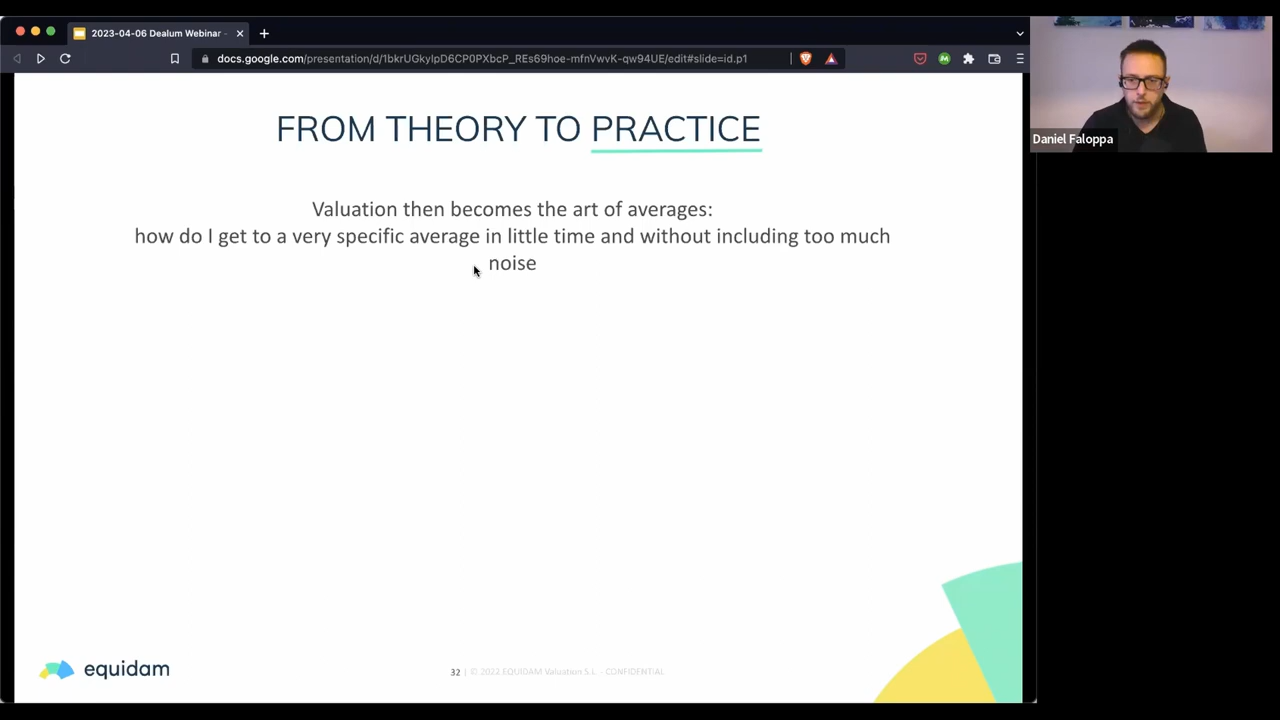 2023-04-06 Dealum Webinar -
docs.google.com/presentation/d/1bkrUGkyIpD6CP0PXbcP_REs69hoe-mfnVwvK-qw94UE/edit#slide=id.p1
Daniel Faloppa
FROM THEORY TO PRACTICE
Valuation then becomes the art of averages:
how do I get to a very specific average in little time and without including too much
noise
equidam
32 | © 2022 EQUIDAM Valuation S.L. - CONFIDENTIAL